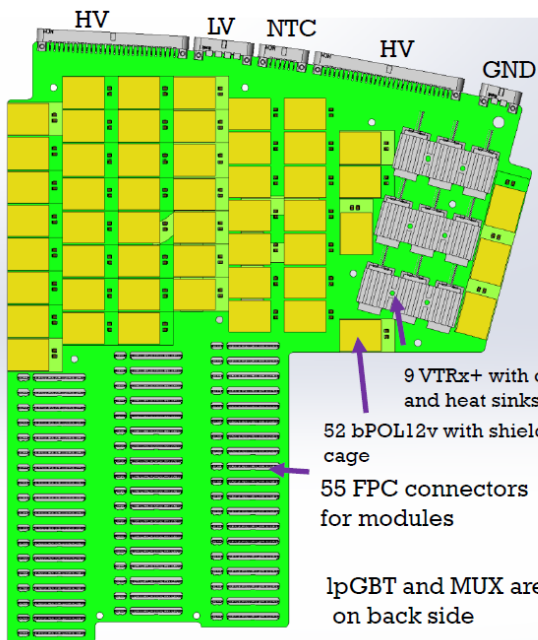 HV
LV
NTC
HV
GND
9 VTRx+ with
and heat sinks
52 bPOL12v with shield
cage
55 FPC connectors
for modules
lpGBT and MUX are
on back side